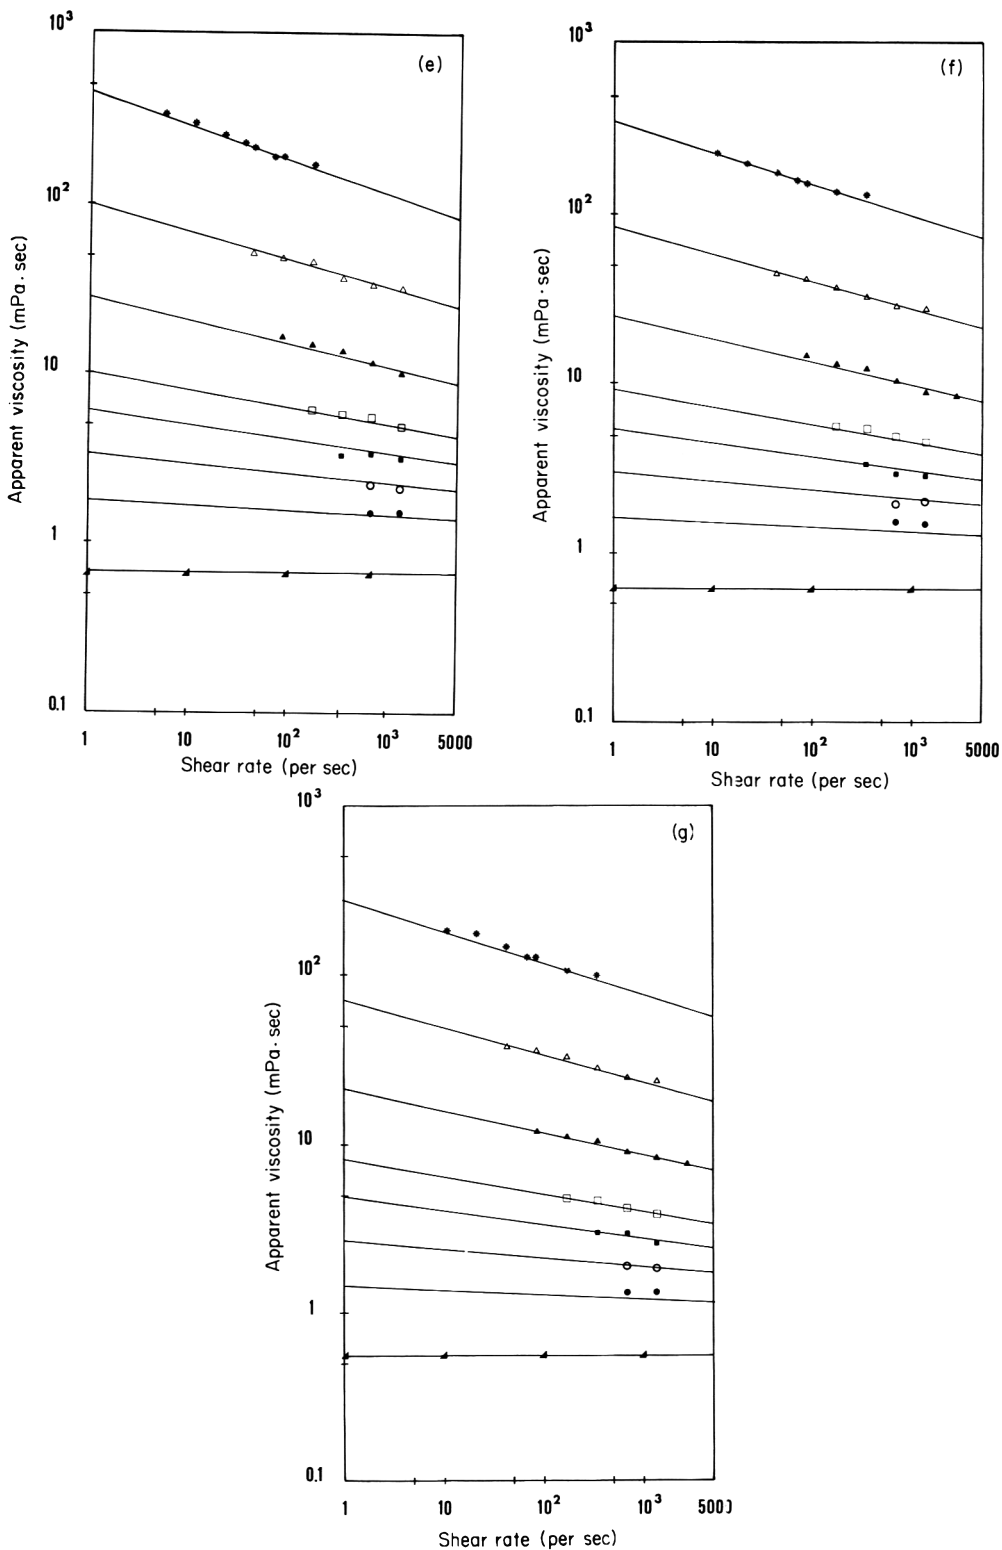 10³
(e)
10²
10
1
0.1
Apparent viscosity (mPa·sec)
1 10 10² 10³ 5000
Shear rate (per sec)
10³
(f)
10²
10
1
0.1
Apparent viscosity (mPa·sec)
1 10 10² 10³ 5000
Shear rate (per sec)
10³
(g)
10²
10
1
0.1
Apparent viscosity (mPa·sec)
1 10 10² 10³ 5000
Shear rate (per sec)